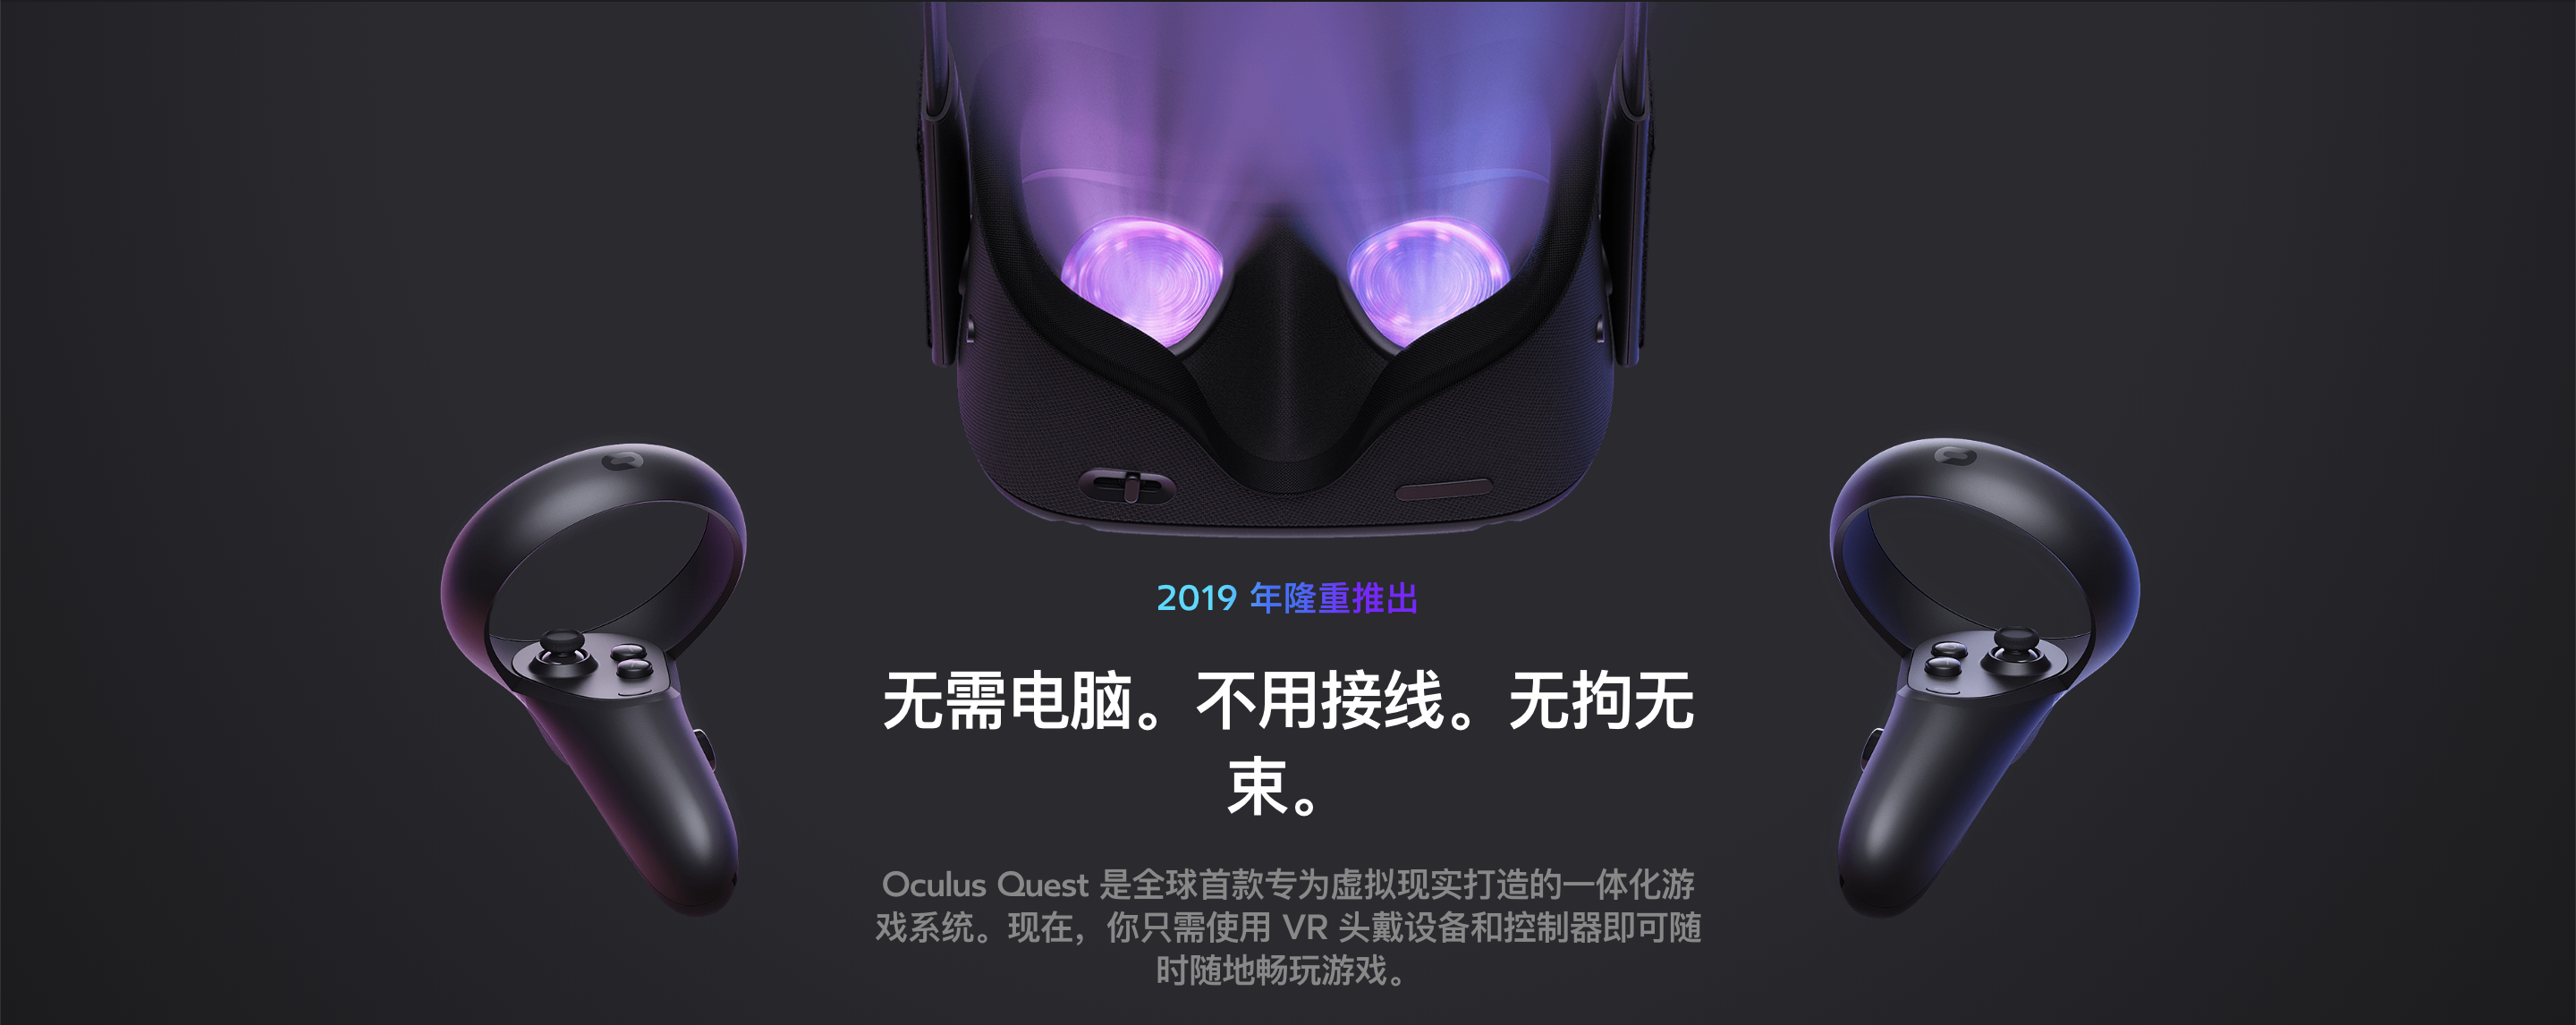 2019 年隆重推出
无需电脑。不用接线。无拘无
束。
Oculus Quest 是全球首款专为虚拟现实打造的一体化游
戏系统。现在，你只需使用 VR 头戴设备和控制器即可随
时随地畅玩游戏。